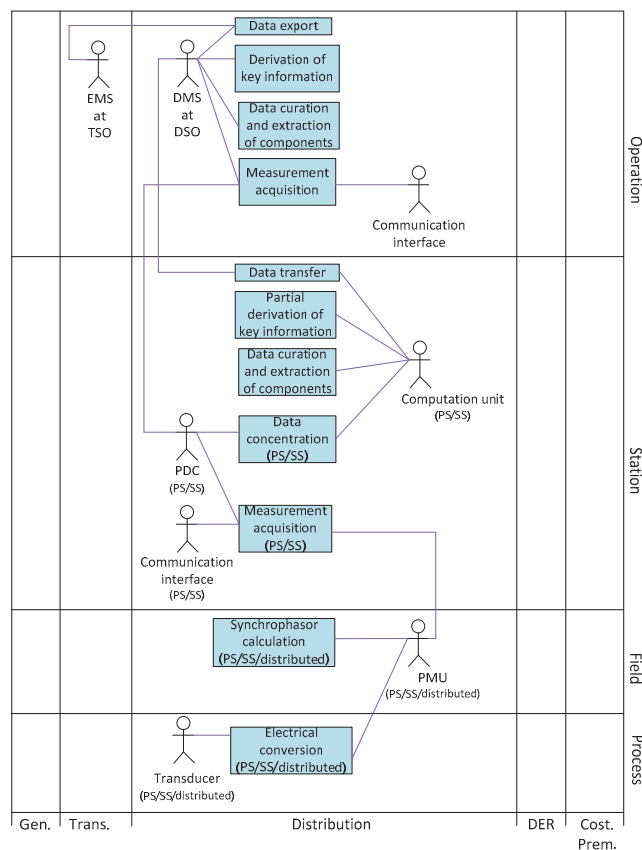 Data export
EMS
at
TSO
DMS
at
DSO
Derivation of
key information
Data curation
and extraction
of components
Measurement
acquisition
Communication
interface
Operation
Data transfer
Partial
derivation of
key information
Data curation
and extraction
of components
Computation unit
(PS/SS)
Data
concentration
(PS/SS)
PDC
(PS/SS)
Measurement
acquisition
(PS/SS)
Communication
interface
(PS/SS)
Station
Synchrophasor
calculation
(PS/SS/distributed)
PMU
(PS/SS/distributed)
Field
Electrical
conversion
(PS/SS/distributed)
Transducer
(PS/SS/distributed)
Process
Gen.
Trans.
Distribution
DER
Cost.
Prem.